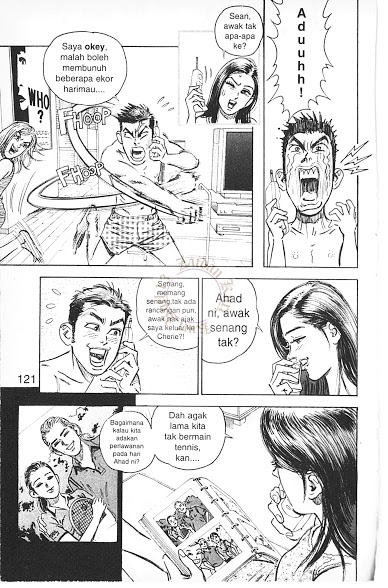 Aduuhh!
Sean,
awak tak
apa-apa
ke?
Saya okey,
malah boleh
membunuh
beberapa ekor
harimau....
WHO
?
FHOOP
FHOOP
Ahad
ni, awak
senang
tak?
Senang,
memang
senang,tak ada
rancangan pun,
awak nak ajak
saya keluar ke
Cherie?!
121
Dah agak
lama kita
tak bermain
tennis,
kan....
Bagaimana
kalau kita
adakan
perlawanan
pada hari
Ahad ni?